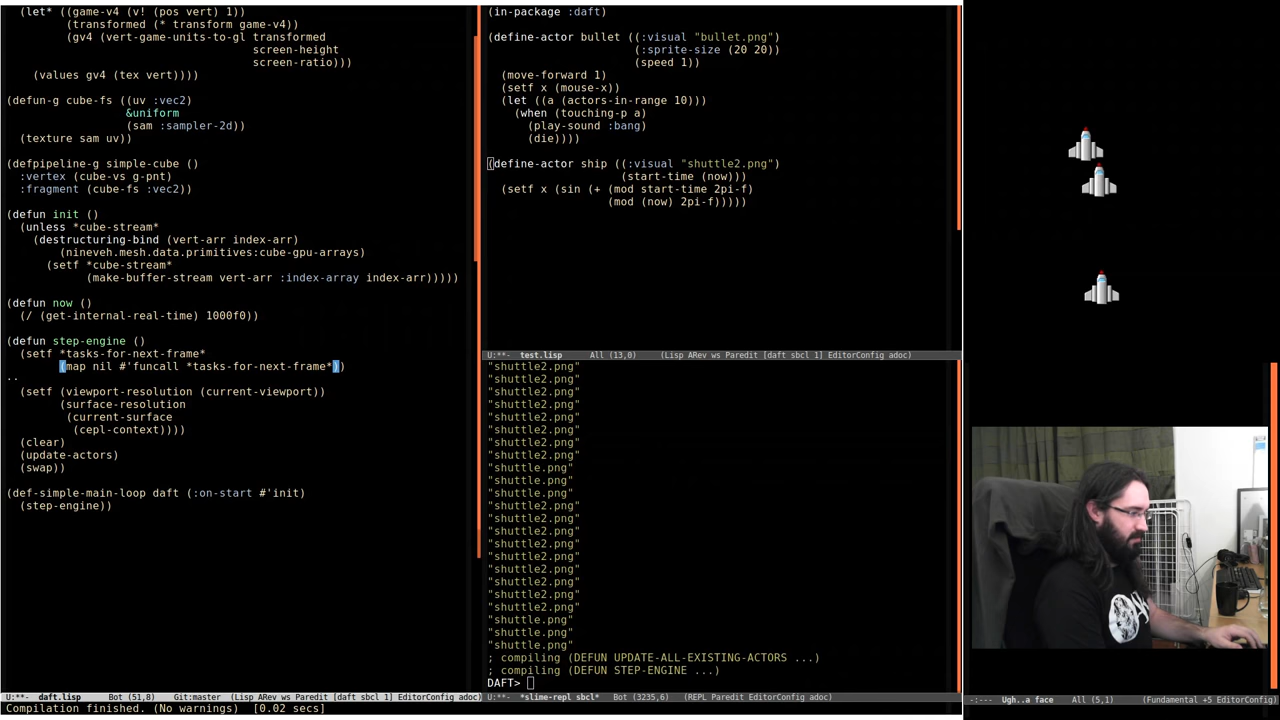 (let* ((game-v4 (v! (pos vert) 1))
(transformed (* transform game-v4))
(gv4 (vert-game-units-to-gl transformed
screen-height
screen-ratio)))
(values gv4 (tex vert))))
(defun-g cube-fs ((uv :vec2)
&uniform
(sam :sampler-2d))
(texture sam uv))
(defpipeline-g simple-cube ()
:vertex (cube-vs g-pnt)
:fragment (cube-fs :vec2))
(defun init ()
(unless *cube-stream*
(destructuring-bind (vert-arr index-arr)
(nineveh.mesh.data.primitives:cube-gpu-arrays)
(setf *cube-stream*
(make-buffer-stream vert-arr :index-array index-arr)))))
(defun now ()
(/ (get-internal-real-time) 1000f0))
(defun step-engine ()
(setf *tasks-for-next-frame*
(map nil #'funcall *tasks-for-next-frame*))
..
(setf (viewport-resolution (current-viewport))
(surface-resolution
(current-surface
(cepl-context))))
(clear)
(update-actors)
(swap))
(def-simple-main-loop daft (:on-start #'init)
(step-engine))
U:**- daft.lisp Bot (51,8) Git:master (Lisp ARev ws Paredit [daft sbcl 1] EditorConfig adoc)
Compilation finished. (No warnings) [0.02 secs]
(in-package :daft)
(define-actor bullet ((:visual "bullet.png")
(:sprite-size (20 20))
(speed 1))
(move-forward 1)
(setf x (mouse-x))
(let ((a (actors-in-range 10)))
(when (touching-p a)
(play-sound :bang)
(die))))
(define-actor ship ((:visual "shuttle2.png")
(start-time (now)))
(setf x (sin (+ (mod start-time 2pi-f)
(mod (now) 2pi-f)))))
U:**- test.lisp All (13,0) (Lisp ARev ws Paredit [daft sbcl 1] EditorConfig adoc)
"shuttle2.png"
"shuttle2.png"
"shuttle2.png"
"shuttle2.png"
"shuttle2.png"
"shuttle2.png"
"shuttle2.png"
"shuttle2.png"
"shuttle.png"
"shuttle.png"
"shuttle.png"
"shuttle2.png"
"shuttle2.png"
"shuttle2.png"
"shuttle2.png"
"shuttle2.png"
"shuttle2.png"
"shuttle2.png"
"shuttle2.png"
"shuttle2.png"
"shuttle.png"
"shuttle.png"
"shuttle.png"
; compiling (DEFUN UPDATE-ALL-EXISTING-ACTORS ...)
; compiling (DEFUN STEP-ENGINE ...)
DAFT>
U:**- *slime-repl sbcl* Bot (3235,6) (REPL Paredit EditorConfig adoc)
-:--- Ugh..a face All (5,1) (Fundamental +5 EditorConfig)